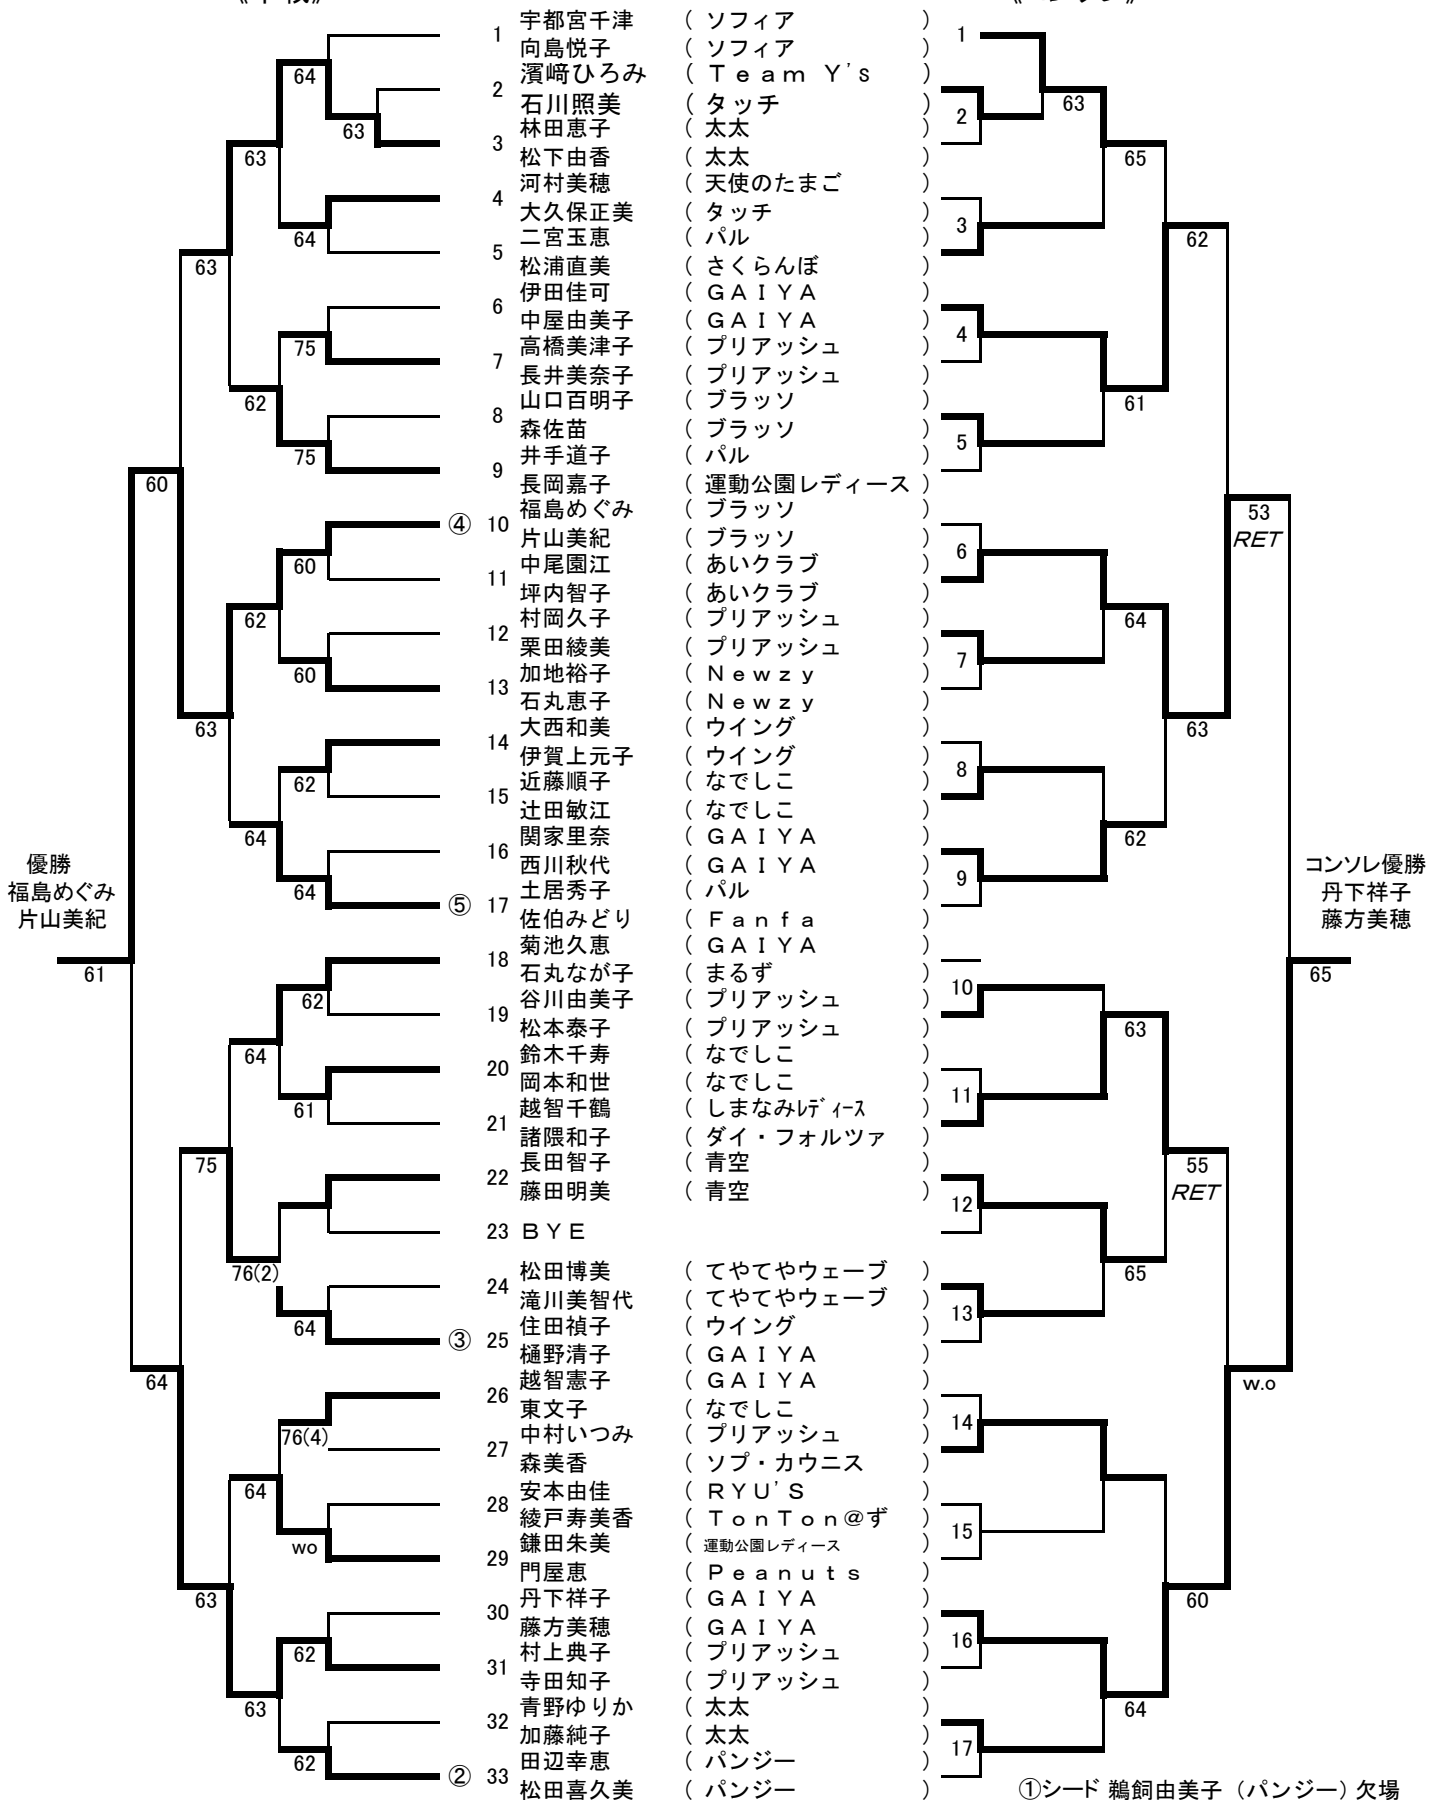 宇都宮千津 ( ソフィア )
1 1
向島悦子 ( ソフィア )
64
濱﨑ひろみ ( Ｔｅａｍ Ｙ'ｓ )
2 63
石川照美 ( タッチ ) 2
63 林田恵子 ( 太太 )
63 3 65
松下由香 ( 太太 )
河村美穂 ( 天使のたまご )
4
大久保正美 ( タッチ ) 3
64 二宮玉恵 ( パル ) 62
63 5
松浦直美 ( さくらんぼ )
伊田佳可 ( ＧＡＩＹＡ )
6
中屋由美子 ( ＧＡＩＹＡ ) 4
75 高橋美津子 ( プリアッシュ )
7
長井美奈子 ( プリアッシュ )
62 山口百明子 ( ブラッソ ) 61
8
森佐苗 ( ブラッソ ) 5
75 井手道子 ( パル )
9
60 長岡嘉子 ( 運動公園レディース )
福島めぐみ ( ブラッソ ) 53
④ 10 RET
片山美紀 ( ブラッソ ) 6
60 中尾園江 ( あいクラブ )
11
坪内智子 ( あいクラブ )
62 村岡久子 ( プリアッシュ ) 64
12
栗田綾美 ( プリアッシュ ) 7
60 加地裕子 ( Ｎｅｗｚｙ )
13
石丸恵子 ( Ｎｅｗｚｙ )
63 大西和美 ( ウイング ) 63
14
伊賀上元子 ( ウイング ) 8
62 近藤順子 ( なでしこ )
15
辻田敏江 ( なでしこ )
64 関家里奈 ( ＧＡＩＹＡ ) 62
16
優勝 西川秋代 ( ＧＡＩＹＡ ) 9 コンソレ優勝
福島めぐみ 64 土居秀子 ( パル ) 丹下祥子
片山美紀 ⑤ 17 藤方美穂
佐伯みどり ( Ｆａｎｆａ )
菊池久恵 ( ＧＡＩＹＡ )
61 18 65
石丸なが子 ( まるず ) 10
62 谷川由美子 ( プリアッシュ )
19 63
松本泰子 ( プリアッシュ )
64 鈴木千寿 ( なでしこ )
20
岡本和世 ( なでしこ ) 11
61 越智千鶴 ( しまなみﾚﾃﾞｨｰｽ )
21
諸隈和子 ( ダイ・フォルツァ )
75 長田智子 ( 青空 ) 55
22 RET
藤田明美 ( 青空 ) 12
23 ＢＹＥ
76(2) 松田博美 ( てやてやウェーブ ) 65
24
滝川美智代 ( てやてやウェーブ ) 13
64 住田禎子 ( ウイング )
③ 25
樋野清子 ( ＧＡＩＹＡ )
64 越智憲子 ( ＧＡＩＹＡ ) w.o
26
東文子 ( なでしこ ) 14
76(4) 中村いつみ ( プリアッシュ )
27
森美香 ( ソプ・カウニス )
64 安本由佳 ( ＲＹＵ'Ｓ )
28
綾戸寿美香 ( ＴｏｎＴｏｎ＠ず ) 15
wo 鎌田朱美 ( 運動公園レディース )
29
門屋恵 ( Ｐｅａｎｕｔｓ )
63 丹下祥子 ( ＧＡＩＹＡ ) 60
30
藤方美穂 ( ＧＡＩＹＡ ) 16
62 村上典子 ( プリアッシュ )
31
寺田知子 ( プリアッシュ )
63 青野ゆりか ( 太太 ) 64
32
加藤純子 ( 太太 ) 17
62 田辺幸恵 ( パンジー )
② 33
松田喜久美 ( パンジー ) ①シード 鵜飼由美子（パンジー）欠場